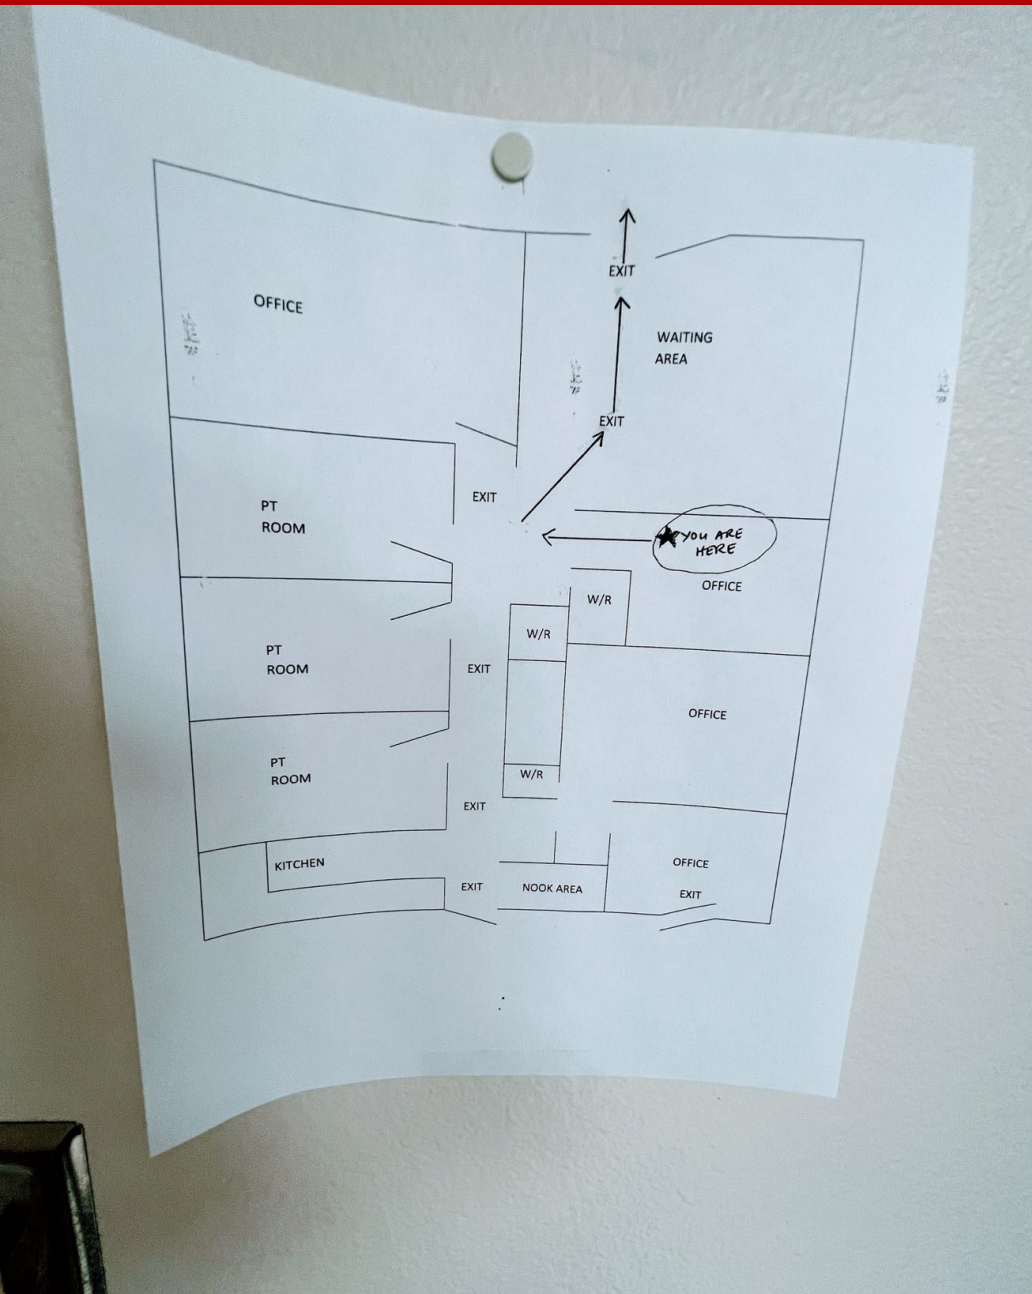 EXIT
OFFICE
WAITING
AREA
EXIT
EXIT
PT
ROOM
YOU ARE
HERE
OFFICE
W/R
W/R
PT
ROOM
EXIT
OFFICE
PT
ROOM
W/R
EXIT
KITCHEN
OFFICE
EXIT
NOOK AREA
EXIT